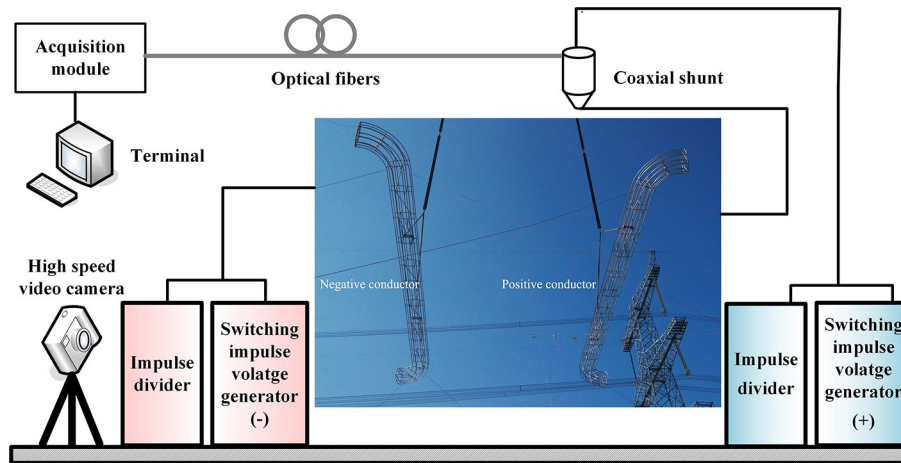 Acquisition
module
Optical fibers
Coaxial shunt
Terminal
High speed
video camera
Negative conductor
Positive conductor
Impulse
divider
Switching
impulse
volatge
generator
(-)
Impulse
divider
Switching
impulse
volatge
generator
(+)